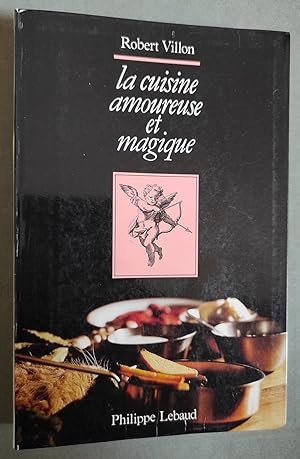 Robert Villon
la cuisine
amoureuse
et
magique
Philippe Lebaud